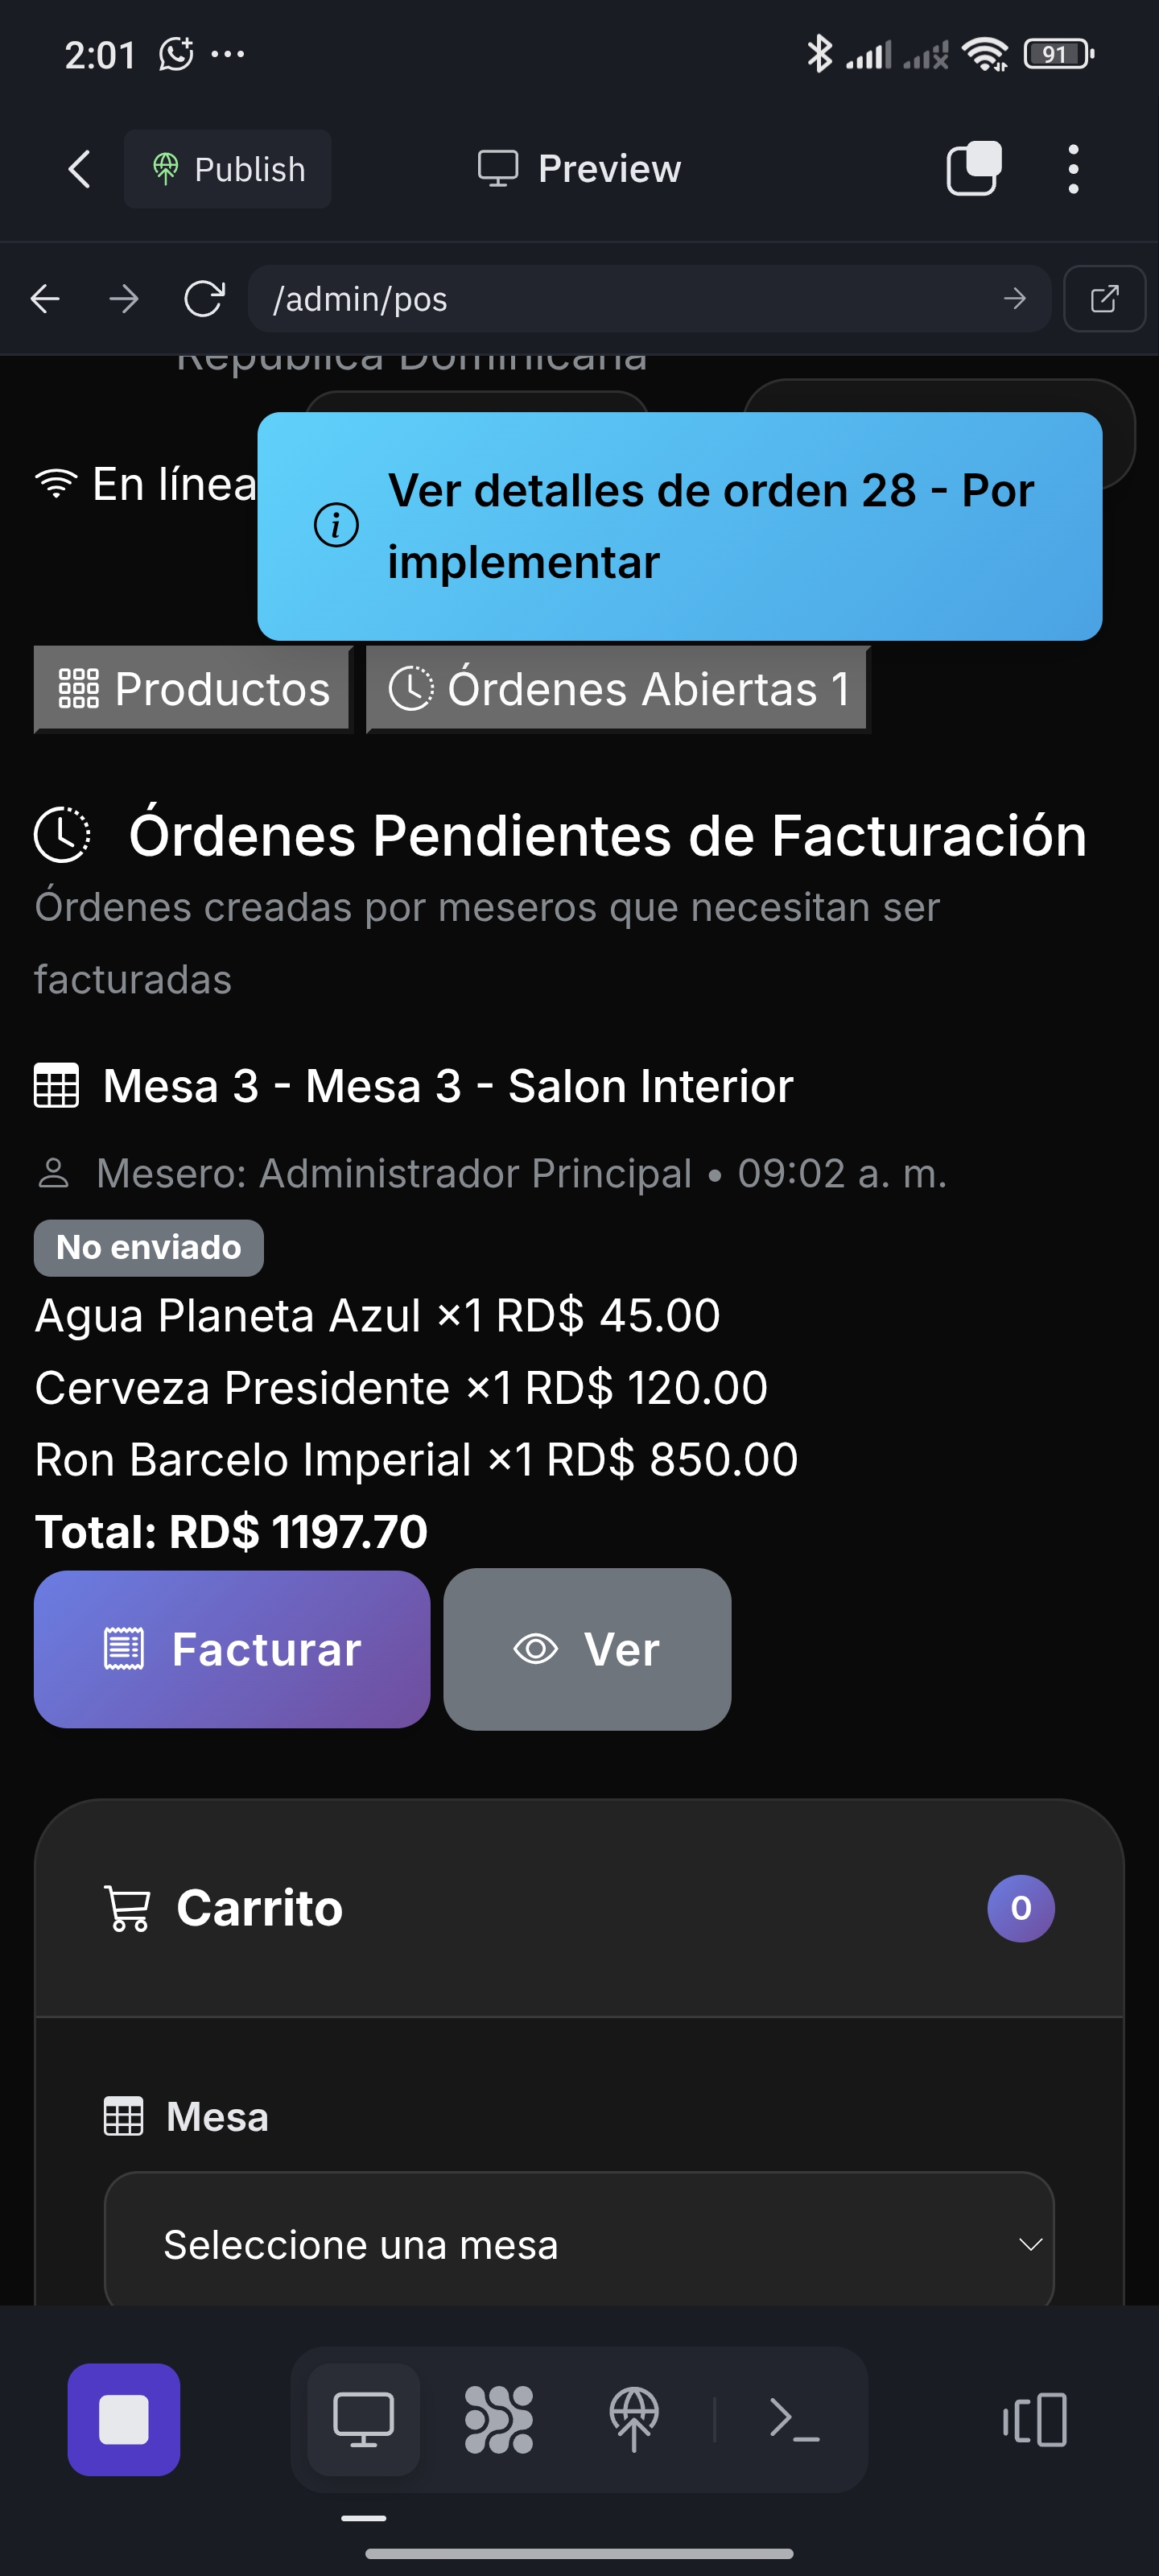 2:01
91
Publish
Preview
/admin/pos
República Dominicana
En línea
Ver detalles de orden 28 - Por
implementar
Productos
Órdenes Abiertas 1
Órdenes Pendientes de Facturación
Órdenes creadas por meseros que necesitan ser
facturadas
Mesa 3 - Mesa 3 - Salon Interior
Mesero: Administrador Principal • 09:02 a. m.
No enviado
Agua Planeta Azul ×1 RD$ 45.00
Cerveza Presidente ×1 RD$ 120.00
Ron Barcelo Imperial ×1 RD$ 850.00
Total: RD$ 1197.70
Facturar
Ver
Carrito
0
Mesa
Seleccione una mesa